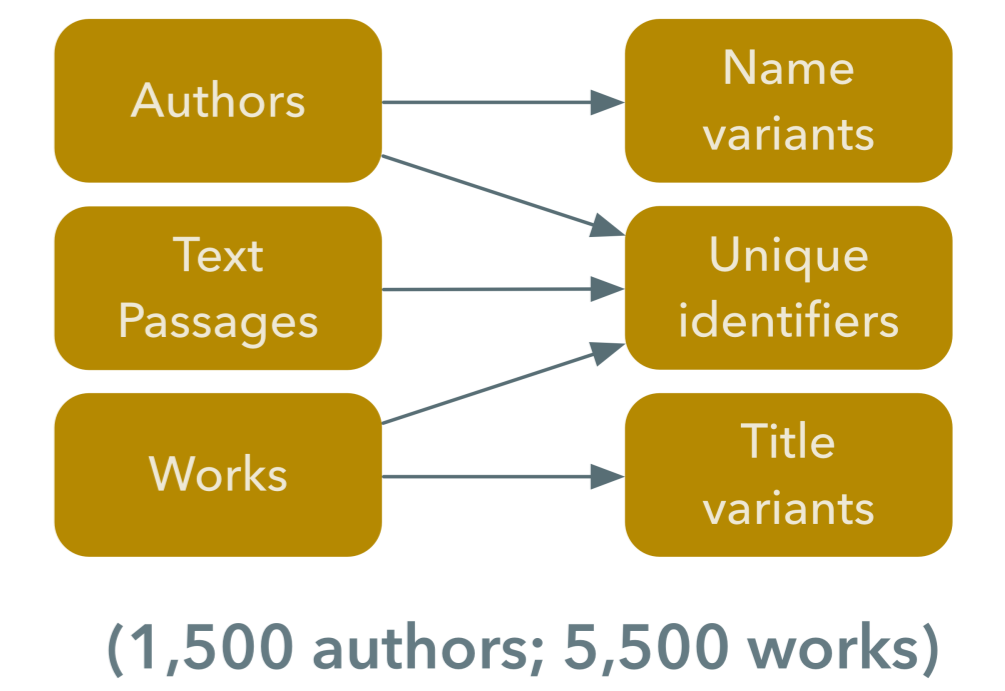 Authors
Name
variants
Text
Passages
Unique
identifiers
Works
Title
variants
(1,500 authors; 5,500 works)